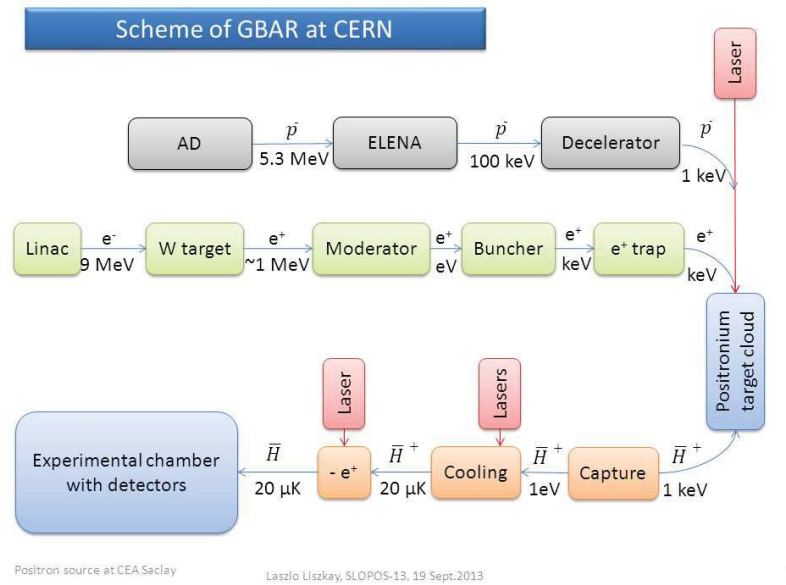 Scheme of GBAR at CERN
Laser
AD
p̄
5.3 MeV
ELENA
p̄
100 keV
Decelerator
p̄
1 keV
Linac
e⁻
9 MeV
W target
e⁺
~1 MeV
Moderator
e⁺
eV
Buncher
e⁺
keV
e⁺ trap
e⁺
keV
Positronium
target cloud
Laser
Lasers
Experimental chamber
with detectors
H̄
20 µK
- e⁺
H̄⁺
20 µK
Cooling
H̄⁺
1eV
Capture
H̄⁺
1 keV
Positron source at CEA Saclay
Laszlo Liszkay, SLOPOS-13, 19 Sept.2013